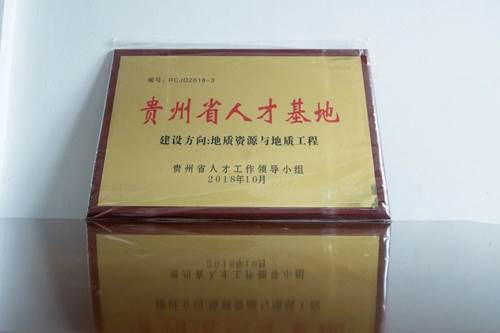 编号：RCJD2018-3
贵州省人才基地
建设方向:地质资源与地质工程
贵州省人才工作领导小组
2018年10月